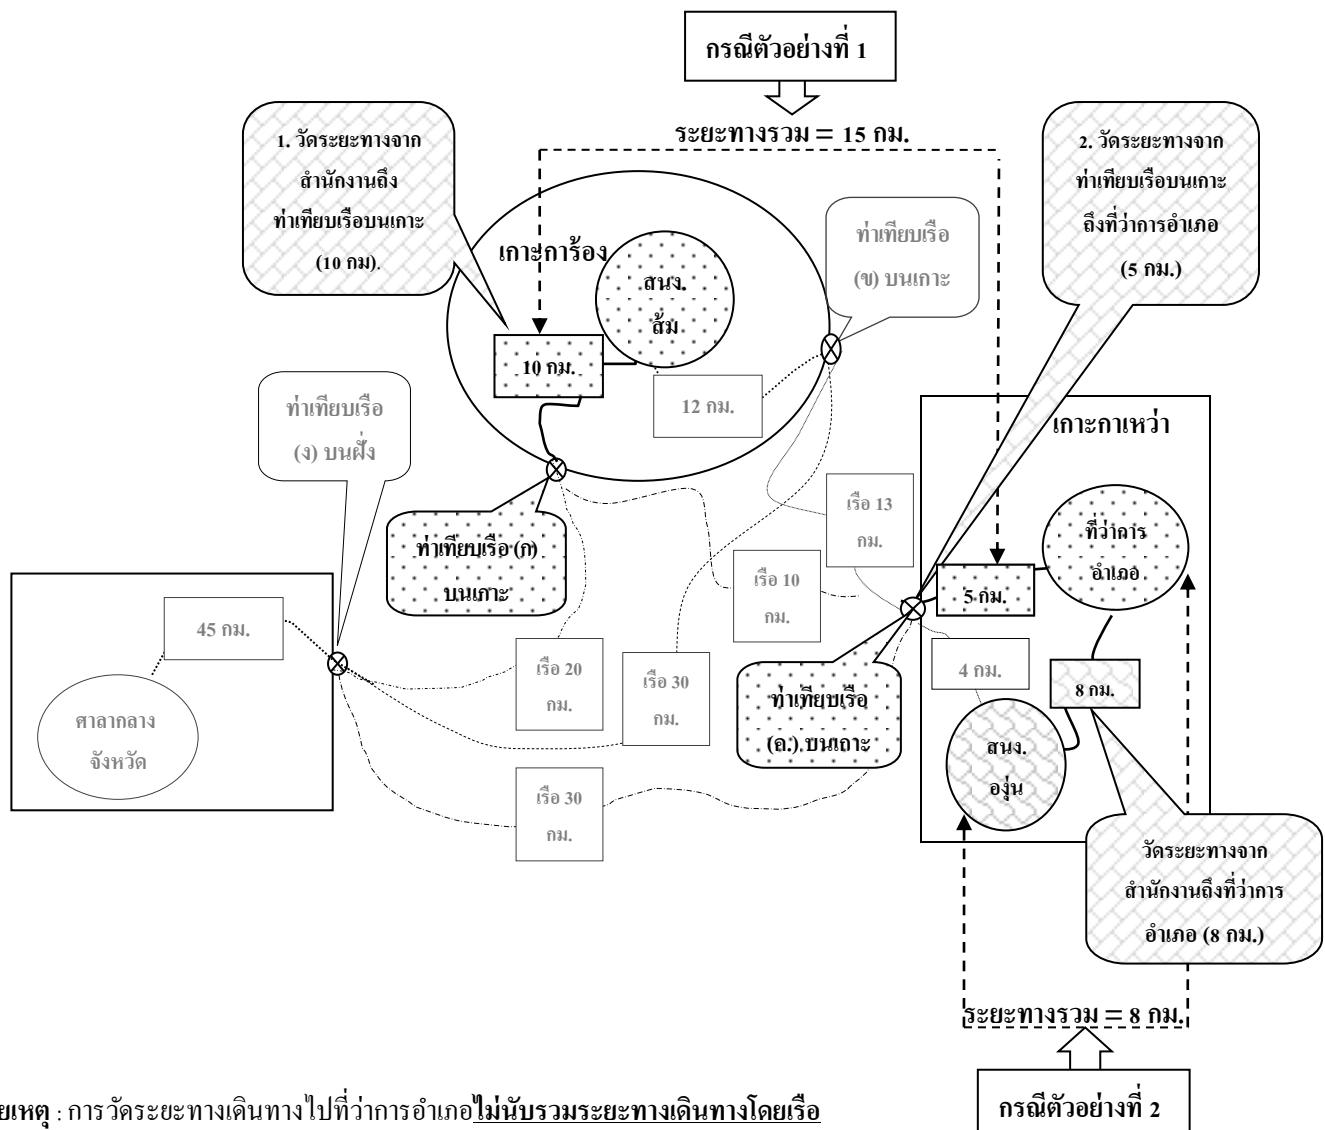 กรณีตัวอย่างที่ 1
ระยะทางรวม = 15 กม.
1. วัดระยะทางจาก
สำนักงานถึง
ท่าเทียบเรือบนเกาะ
(10 กม).
2. วัดระยะทางจาก
ท่าเทียบเรือบนเกาะ
ถึงที่ว่าการอำเภอ
(5 กม.)
เกาะการ้อง
สนง.
ส้ม
ท่าเทียบเรือ
(ข) บนเกาะ
10 กม.
12 กม.
ท่าเทียบเรือ
(ง) บนฝั่ง
เกาะกาเหว่า
ท่าเทียบเรือ (ก)
บนเกาะ
เรือ 13
กม.
ที่ว่าการ
อำเภอ
เรือ 10
กม.
5 กม.
45 กม.
เรือ 20
กม.
เรือ 30
กม.
4 กม.
8 กม.
ศาลากลาง
จังหวัด
ท่าเทียบเรือ
(ค.) บนเกาะ
สนง.
องุ่น
เรือ 30
กม.
วัดระยะทางจาก
สำนักงานถึงที่ว่าการ
อำเภอ (8 กม.)
ระยะทางรวม = 8 กม.
กรณีตัวอย่างที่ 2
ยเหตุ : การวัดระยะทางเดินทางไปที่ว่าการอำเภอไม่นับรวมระยะทางเดินทางโดยเรือ